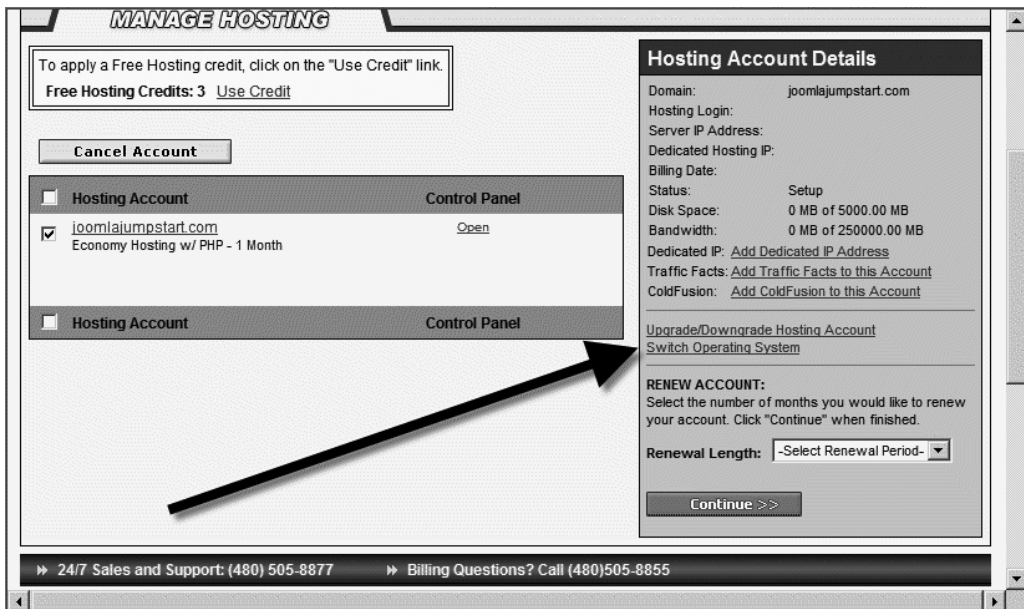 MANAGE HOSTING
To apply a Free Hosting credit, click on the "Use Credit" link.
Free Hosting Credits: 3 Use Credit
Cancel Account
Hosting Account Control Panel
joomlajumpstart.com Open
Economy Hosting w/ PHP - 1 Month
Hosting Account Control Panel
Hosting Account Details
Domain: joomlajumpstart.com
Hosting Login:
Server IP Address:
Dedicated Hosting IP:
Billing Date:
Status: Setup
Disk Space: 0 MB of 5000.00 MB
Bandwidth: 0 MB of 250000.00 MB
Dedicated IP: Add Dedicated IP Address
Traffic Facts: Add Traffic Facts to this Account
ColdFusion: Add ColdFusion to this Account
Upgrade/Downgrade Hosting Account
Switch Operating System
RENEW ACCOUNT:
Select the number of months you would like to renew
your account. Click "Continue" when finished.
Renewal Length: -Select Renewal Period-
Continue >>
24/7 Sales and Support: (480) 505-8877 Billing Questions? Call (480)505-8855